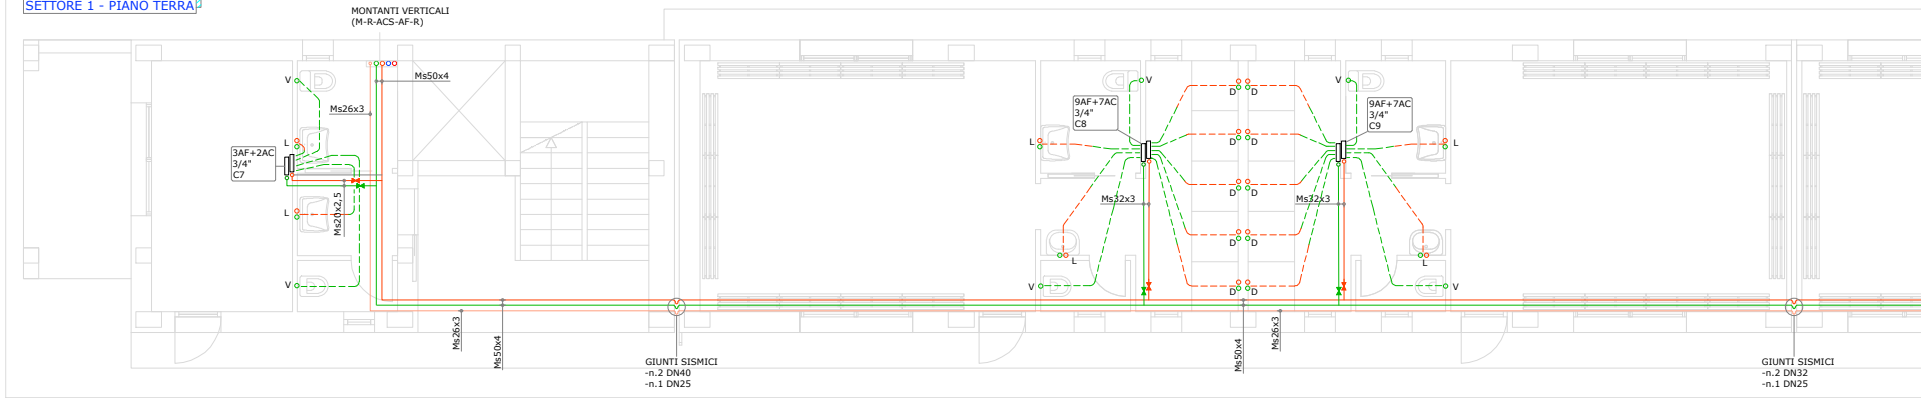 SETTORE 1 - PIANO TERRA
MONTANTI VERTICALI
(M-R-ACS-AF-R)
Ms50x4
Ms26x3
V
L
3AF+2AC
3/4"
C7
Ms20x2,5
L
V
Ms26x3
Ms50x4
GIUNTI SISMICI
-n.2 DN40
-n.1 DN25
9AF+7AC
3/4"
C8
V
L
Ms32x3
L
V
D D
D D
D D
D D
D D
Ms50x4
Ms26x3
V
9AF+7AC
3/4"
C9
L
Ms32x3
L
V
GIUNTI SISMICI
-n.2 DN32
-n.1 DN25